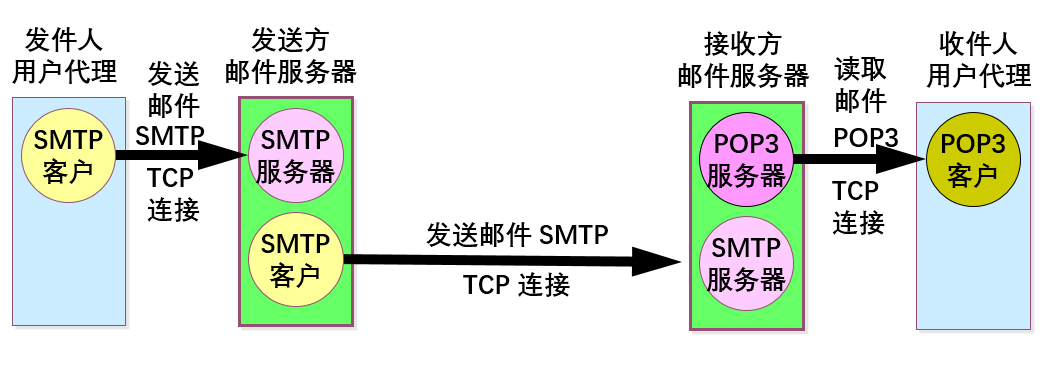 发件人
用户代理
发送
邮件
SMTP
TCP
连接
SMTP
客户
发送方
邮件服务器
SMTP
服务器
SMTP
客户
发送邮件 SMTP
TCP 连接
接收方
邮件服务器
POP3
服务器
SMTP
服务器
读取
邮件
POP3
TCP
连接
收件人
用户代理
POP3
客户